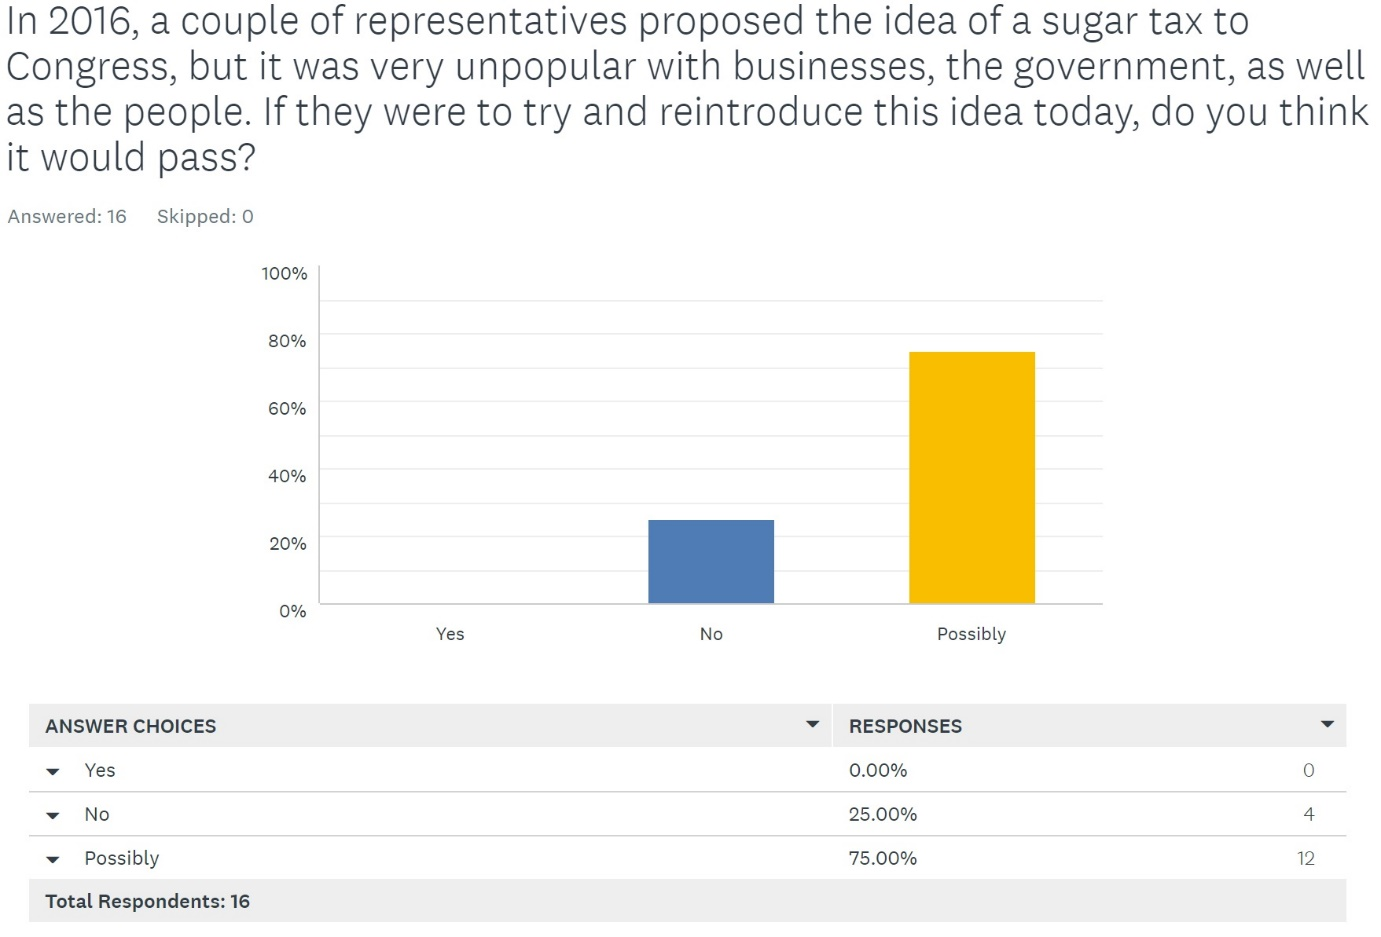 In 2016, a couple of representatives proposed the idea of a sugar tax to
Congress, but it was very unpopular with businesses, the government, as well
as the people. If they were to try and reintroduce this idea today, do you think
it would pass?
Answered: 16 Skipped: 0
100%
80%
60%
40%
20%
0%
Yes No Possibly
ANSWER CHOICES RESPONSES
Yes 0.00% 0
No 25.00% 4
Possibly 75.00% 12
Total Respondents: 16